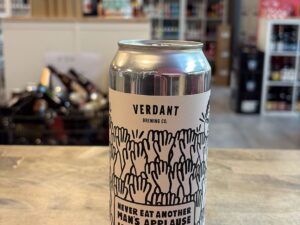 VERDANT
BREWING CO.
NEVER EAT ANOTHER
MAN'S APPLAUSE